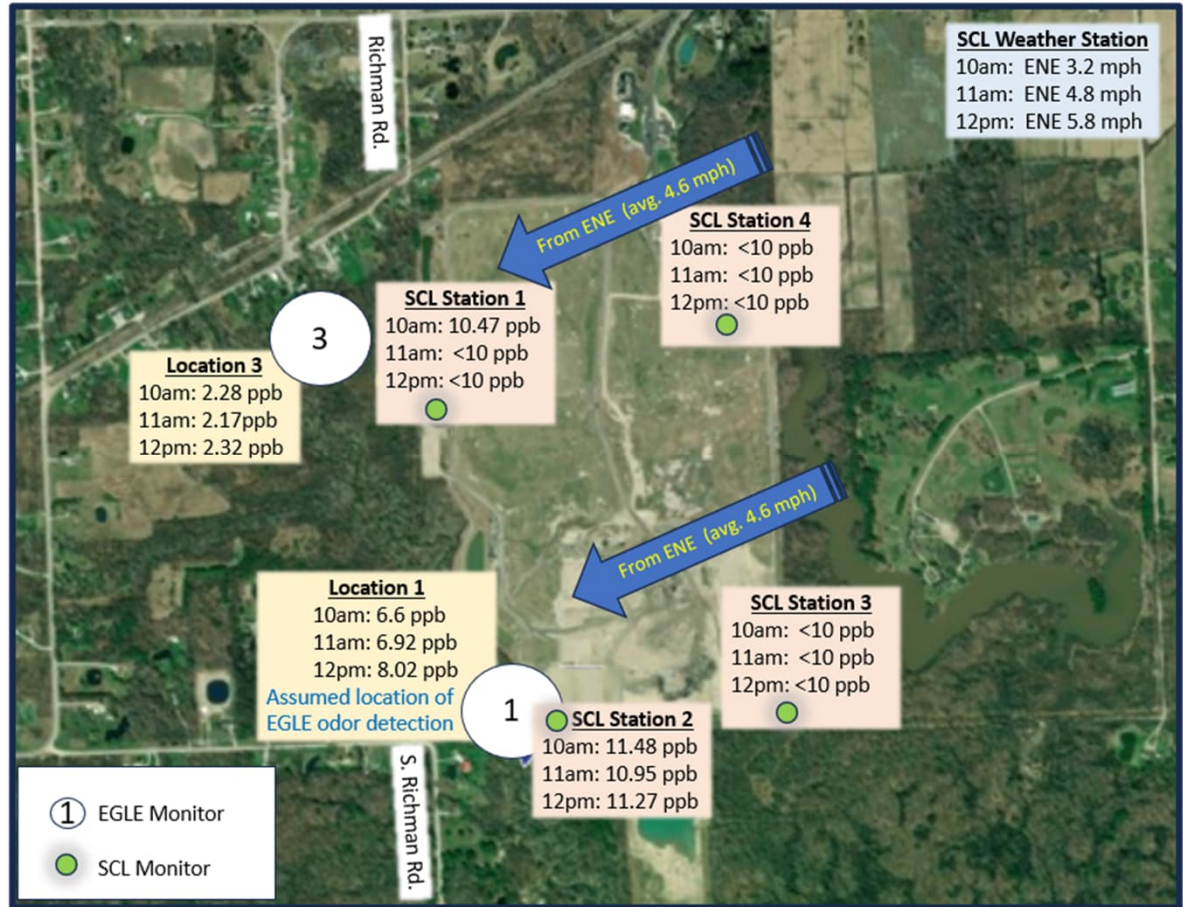 Richman Rd.
SCL Weather Station
10am: ENE 3.2 mph
11am: ENE 4.8 mph
12pm: ENE 5.8 mph
From ENE (avg. 4.6 mph)
SCL Station 4
10am: <10 ppb
11am: <10 ppb
12pm: <10 ppb
SCL Station 1
10am: 10.47 ppb
11am: <10 ppb
12pm: <10 ppb
3
Location 3
10am: 2.28 ppb
11am: 2.17ppb
12pm: 2.32 ppb
From ENE (avg. 4.6 mph)
Location 1
10am: 6.6 ppb
11am: 6.92 ppb
12pm: 8.02 ppb
Assumed location of
EGLE odor detection
1
SCL Station 3
10am: <10 ppb
11am: <10 ppb
12pm: <10 ppb
SCL Station 2
10am: 11.48 ppb
11am: 10.95 ppb
12pm: 11.27 ppb
S. Richman Rd.
1 EGLE Monitor
SCL Monitor